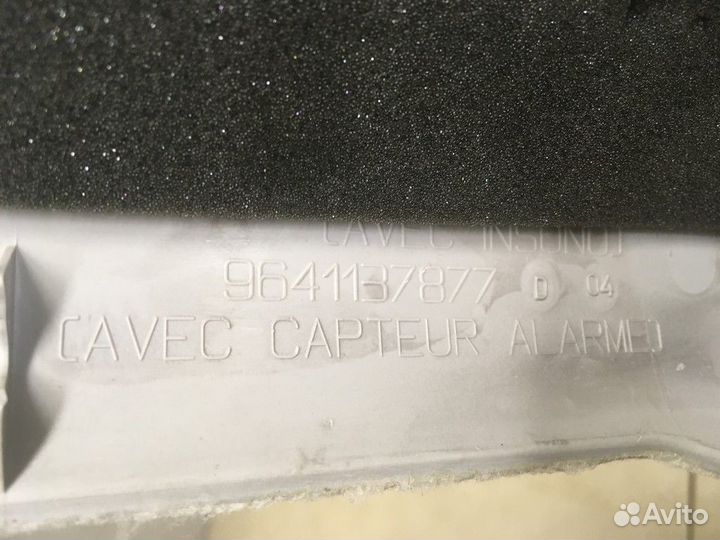 (AVEC INSONO)
9641137877 D 04
(AVEC CAPTEUR ALARME)
Avito